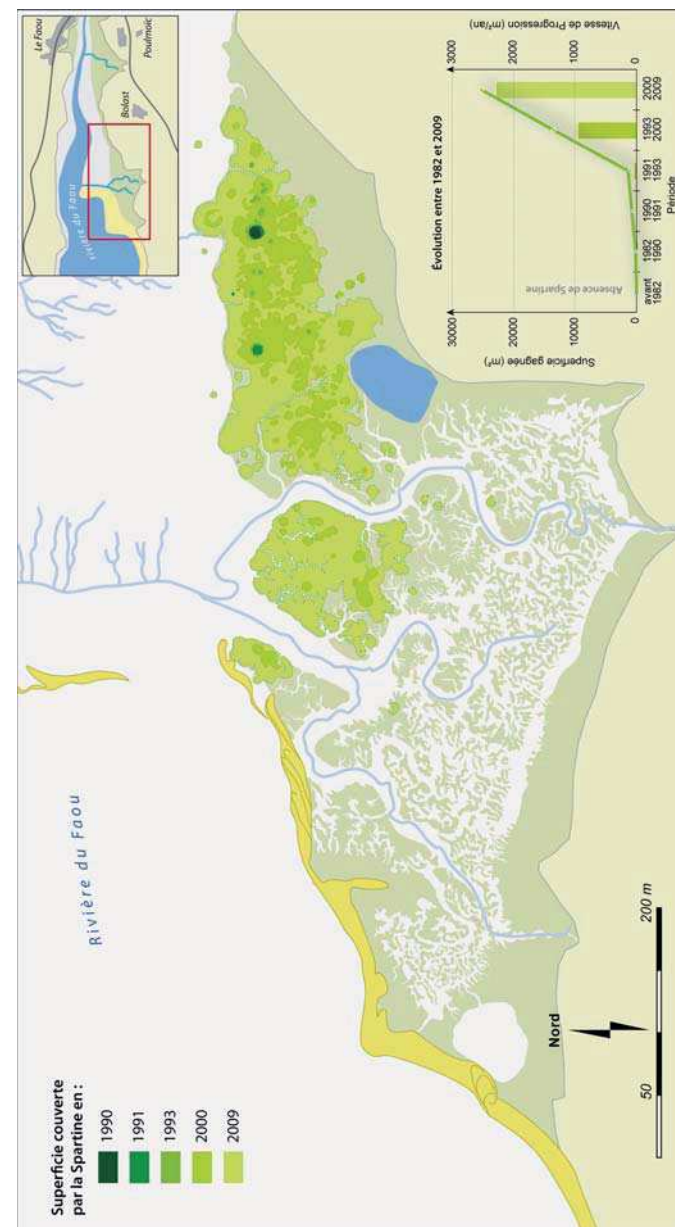 Superficie couverte
par la Spartine en :
1990
1991
1993
2000
2009
Rivière du Faou
Nord
50
200 m
Le Faou
Poulmoic
Bolast
Rivière du Faou
Évolution entre 1982 et 2009
Superficie gagnée (m²)
30000
20000
10000
0
Vitesse de Progression (m²/an)
3000
2000
1000
0
Absence de Spartine
avant
1982
1982
1990
1990
1991
1991
1993
1993
2000
2000
2009
Période